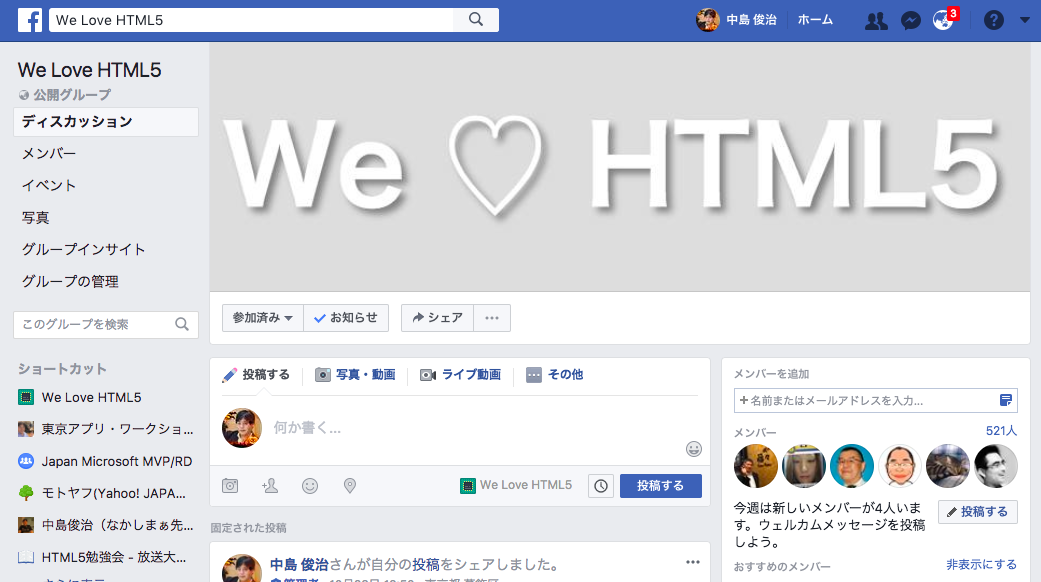 We Love HTML5
中島 俊治
ホーム
3
?
We Love HTML5
公開グループ
ディスカッション
メンバー
イベント
写真
グループインサイト
グループの管理
このグループを検索
ショートカット
We Love HTML5
東京アプリ・ワークショ...
Japan Microsoft MVP/RD
モトヤフ(Yahoo! JAPA...
中島俊治（なかしまぁ先...
HTML5勉強会 - 放送大...
We ♡ HTML5
参加済み
お知らせ
シェア
...
投稿する
写真・動画
ライブ動画
その他
何か書く...
We Love HTML5
投稿する
固定された投稿
中島 俊治さんが自分の投稿をシェアしました。
メンバーを追加
+ 名前またはメールアドレスを入力...
メンバー
521人
今週は新しいメンバーが4人いま
す。ウェルカムメッセージを投稿
しよう。
投稿する
おすすめのメンバー
非表示にする